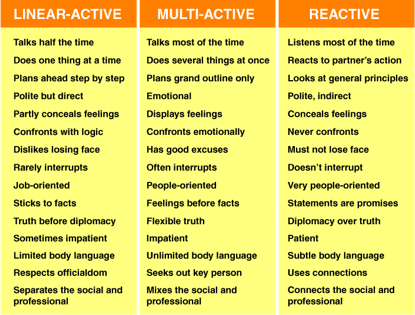 LINEAR-ACTIVE
Talks half the time
Does one thing at a time
Plans ahead step by step
Polite but direct
Partly conceals feelings
Confronts with logic
Dislikes losing face
Rarely interrupts
Job-oriented
Sticks to facts
Truth before diplomacy
Sometimes impatient
Limited body language
Respects officialdom
Separates the social and
professional
MULTI-ACTIVE
Talks most of the time
Does several things at once
Plans grand outline only
Emotional
Displays feelings
Confronts emotionally
Has good excuses
Often interrupts
People-oriented
Feelings before facts
Flexible truth
Impatient
Unlimited body language
Seeks out key person
Mixes the social and
professional
REACTIVE
Listens most of the time
Reacts to partner's action
Looks at general principles
Polite, indirect
Conceals feelings
Never confronts
Must not lose face
Doesn't interrupt
Very people-oriented
Statements are promises
Diplomacy over truth
Patient
Subtle body language
Uses connections
Connects the social and
professional